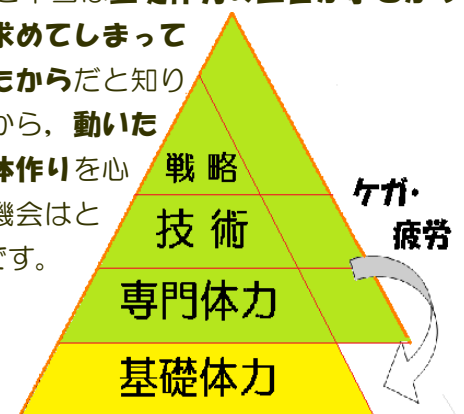 求めてしまって
たからだと知り
から，動いた
体作りを心
機会はと
です。
戦略
技術
専門体力
基礎体力
ケガ・
疲労